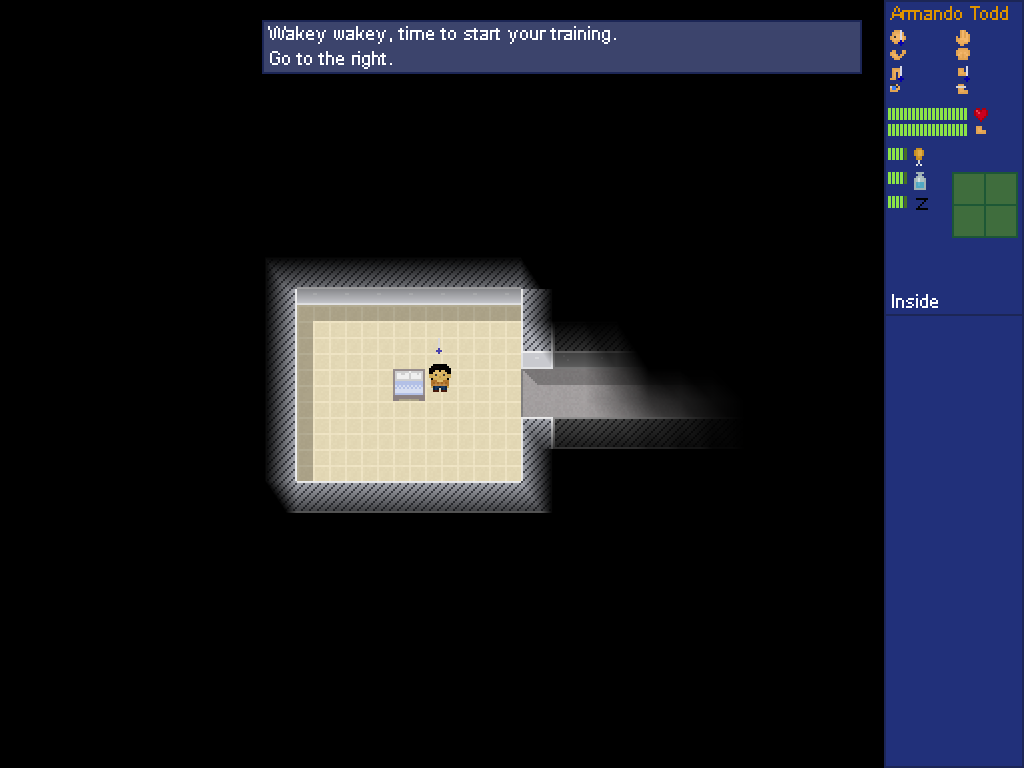 Wakey wakey, time to start your training.
Go to the right.
Armando Todd
Z
Inside